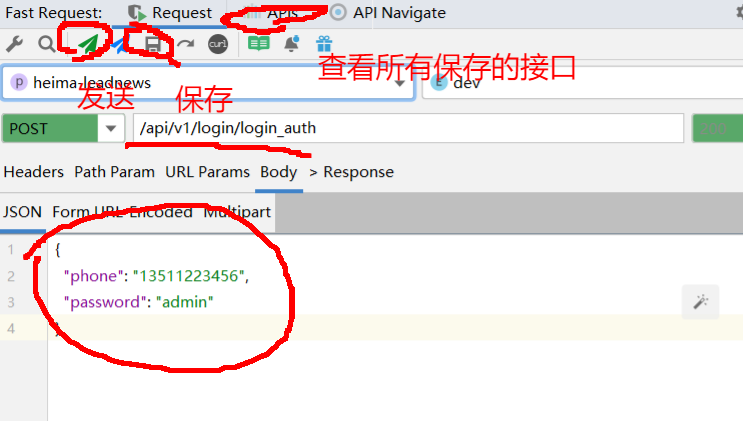 Fast Request: Request APIs API Navigate
curl
查看所有保存的接口
heima-leadnews dev
发送 保存
POST /api/v1/login/login_auth
Headers Path Param URL Params Body > Response
JSON Form URL-Encoded Multipart
1 {
2 "phone": "13511223456",
3 "password": "admin"
4